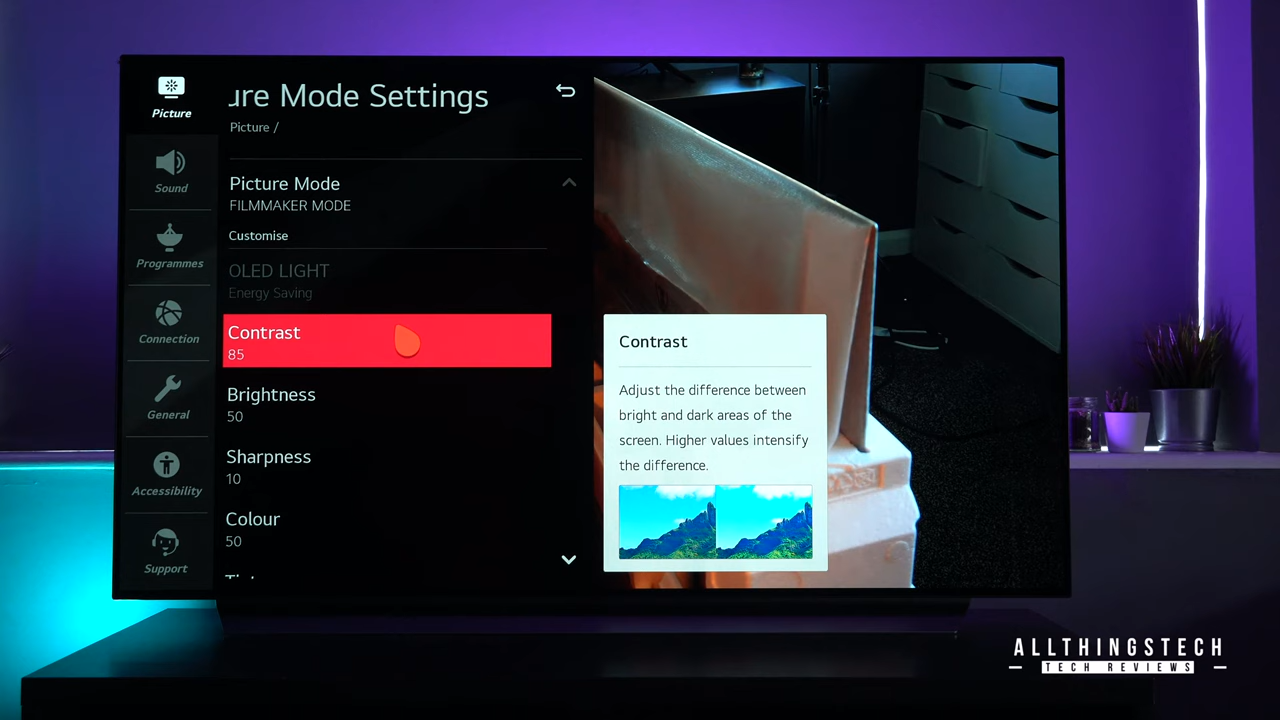 Picture
Sound
Programmes
Connection
General
Accessibility
Support
ure Mode Settings
Picture /
Picture Mode
FILMMAKER MODE
Customise
OLED LIGHT
Energy Saving
Contrast
85
Brightness
50
Sharpness
10
Colour
50
Contrast
Adjust the difference between
bright and dark areas of the
screen. Higher values intensify
the difference.
ALLTHINGSTECH
TECH REVIEWS